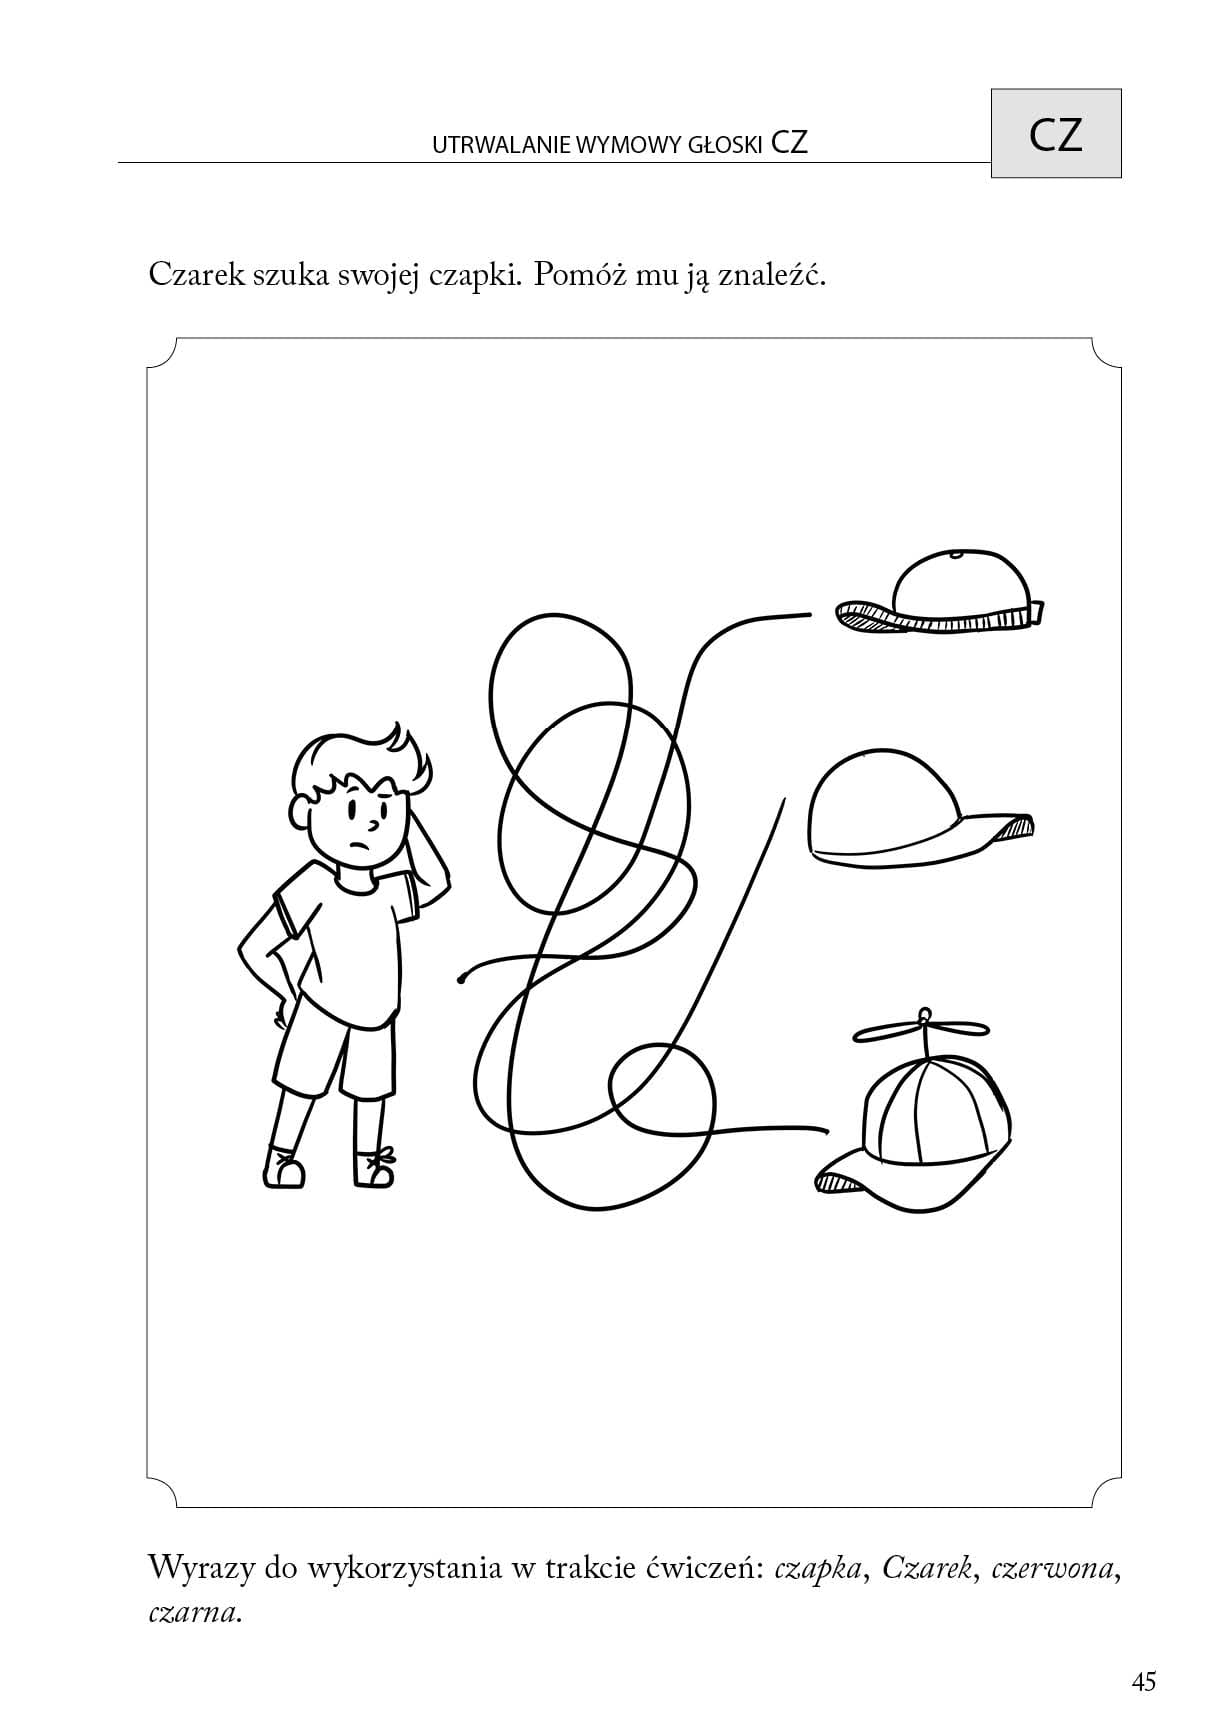 UTRWALANIE WYMOWY GŁOSKI CZ
CZ
Czarek szuka swojej czapki. Pomóż mu ją znaleźć.
Wyrazy do wykorzystania w trakcie ćwiczeń: czapka, Czarek, czerwona,
czarna.
45